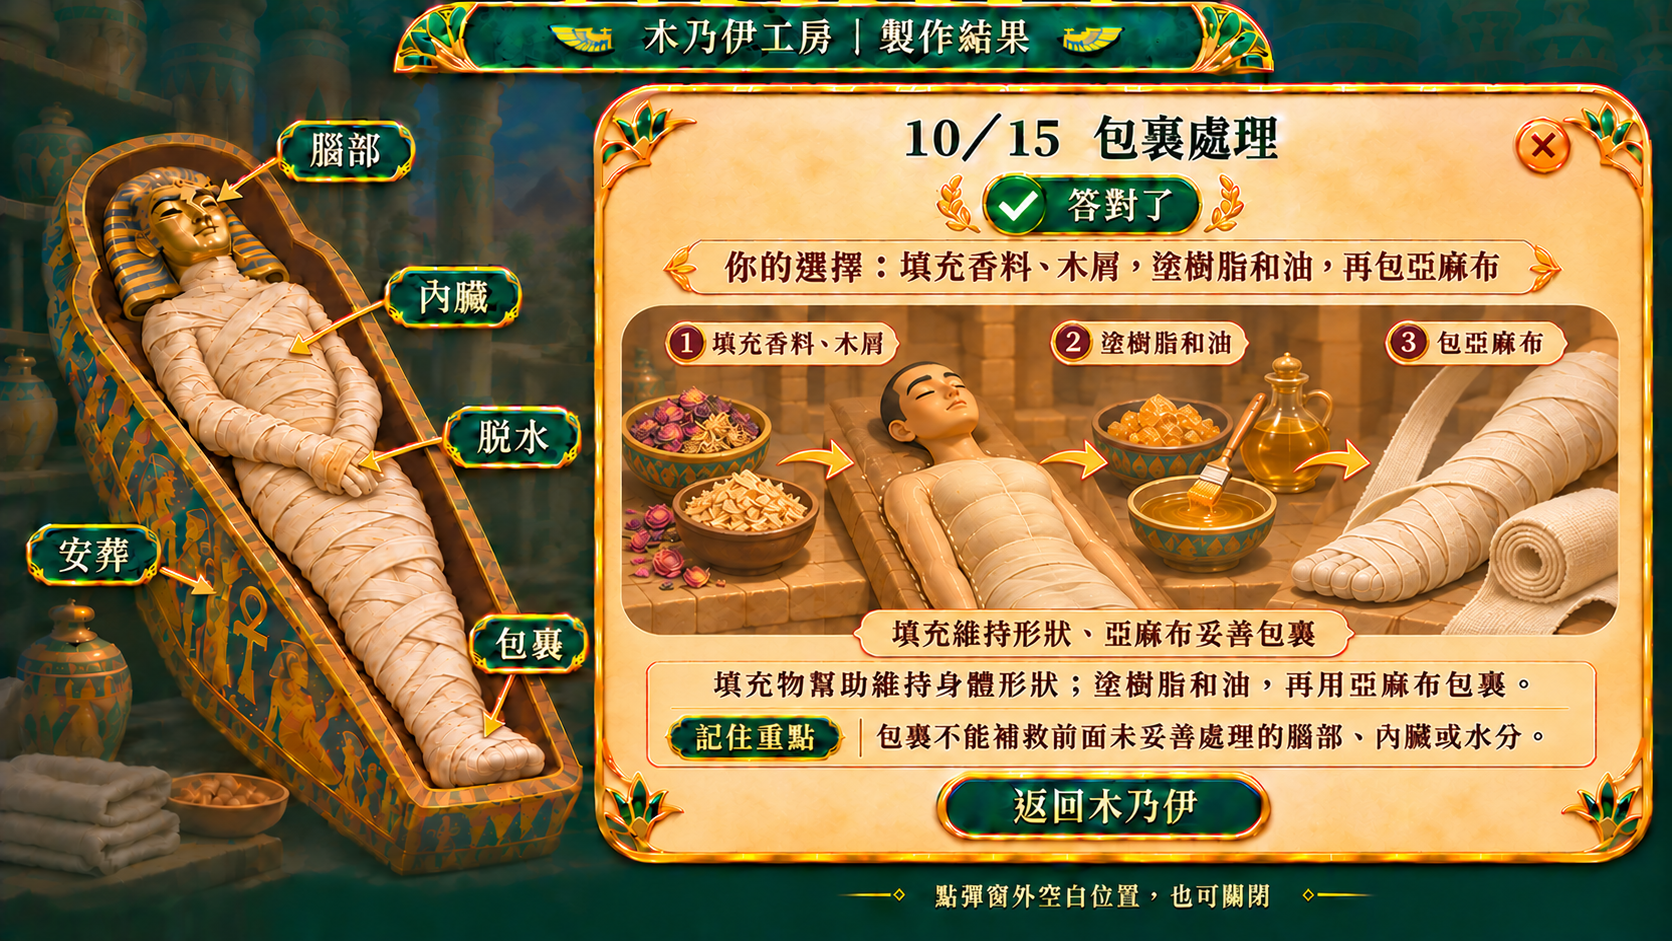 木乃伊工房｜製作結果
腦部
內臟
脫水
安葬
包裹
10／15 包裹處理
答對了
你的選擇：填充香料、木屑，塗樹脂和油，再包亞麻布
1 填充香料、木屑
2 塗樹脂和油
3 包亞麻布
填充維持形狀、亞麻布妥善包裹
填充物幫助維持身體形狀；塗樹脂和油，再用亞麻布包裹。
記住重點｜包裹不能補救前面未妥善處理的腦部、內臟或水分。
返回木乃伊
點彈窗外空白位置，也可關閉